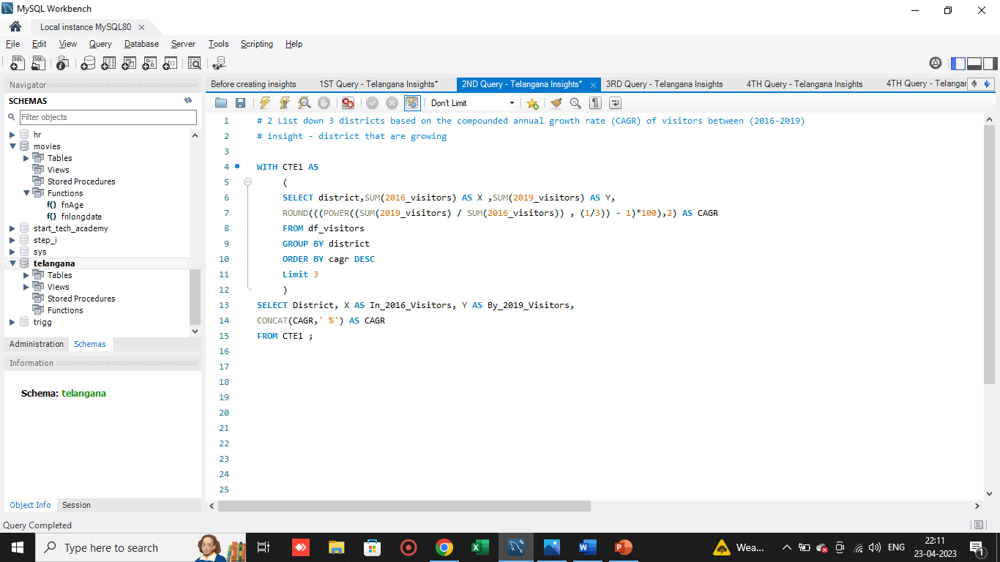 MySQL Workbench
Local instance MySQL80
File Edit View Query Database Server Tools Scripting Help
Navigator
SCHEMAS
Filter objects
hr
movies
Tables
Views
Stored Procedures
Functions
f() fnAge
f() fnlongdate
start_tech_academy
step_i
sys
telangana
Tables
Views
Stored Procedures
Functions
trigg
Administration Schemas
Information
Schema: telangana
Object Info Session
Query Completed
Before creating insights 1ST Query - Telangana Insights* 2ND Query - Telangana Insights* 3RD Query - Telangana Insights 4TH Query - Telangana Insights 4TH Query - Telangar
Don't Limit
1 # 2 List down 3 districts based on the compounded annual growth rate (CAGR) of visitors between (2016-2019)
2 # insight - district that are growing
3
4 WITH CTE1 AS
5 (
6 SELECT district,SUM(2016_visitors) AS X ,SUM(2019_visitors) AS Y,
7 ROUND(((POWER((SUM(2019_visitors) / SUM(2016_visitors)) , (1/3)) - 1)*100),2) AS CAGR
8 FROM df_visitors
9 GROUP BY district
10 ORDER BY cagr DESC
11 Limit 3
12 )
13 SELECT District, X AS In_2016_Visitors, Y AS By_2019_Visitors,
14 CONCAT(CAGR,' %') AS CAGR
15 FROM CTE1 ;
16
17
18
19
20
21
22
23
24
25
Type here to search
Wea...
ENG
22:11
23-04-2023
1